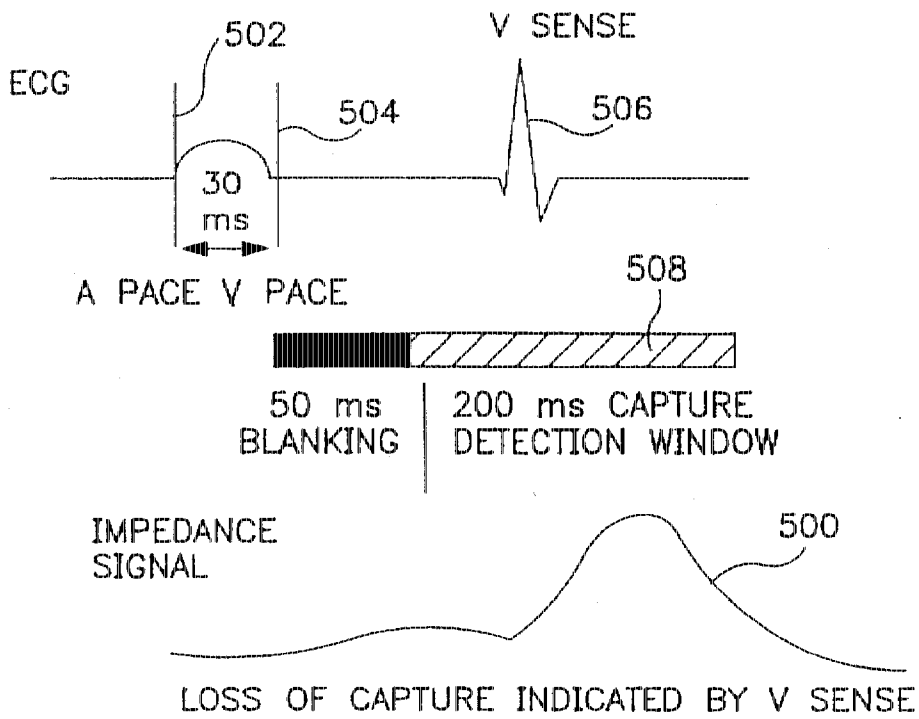 502
V SENSE
ECG
504
506
30
ms
A PACE V PACE
508
50 ms
BLANKING
200 ms CAPTURE
DETECTION WINDOW
IMPEDANCE
SIGNAL
500
LOSS OF CAPTURE INDICATED BY V SENSE